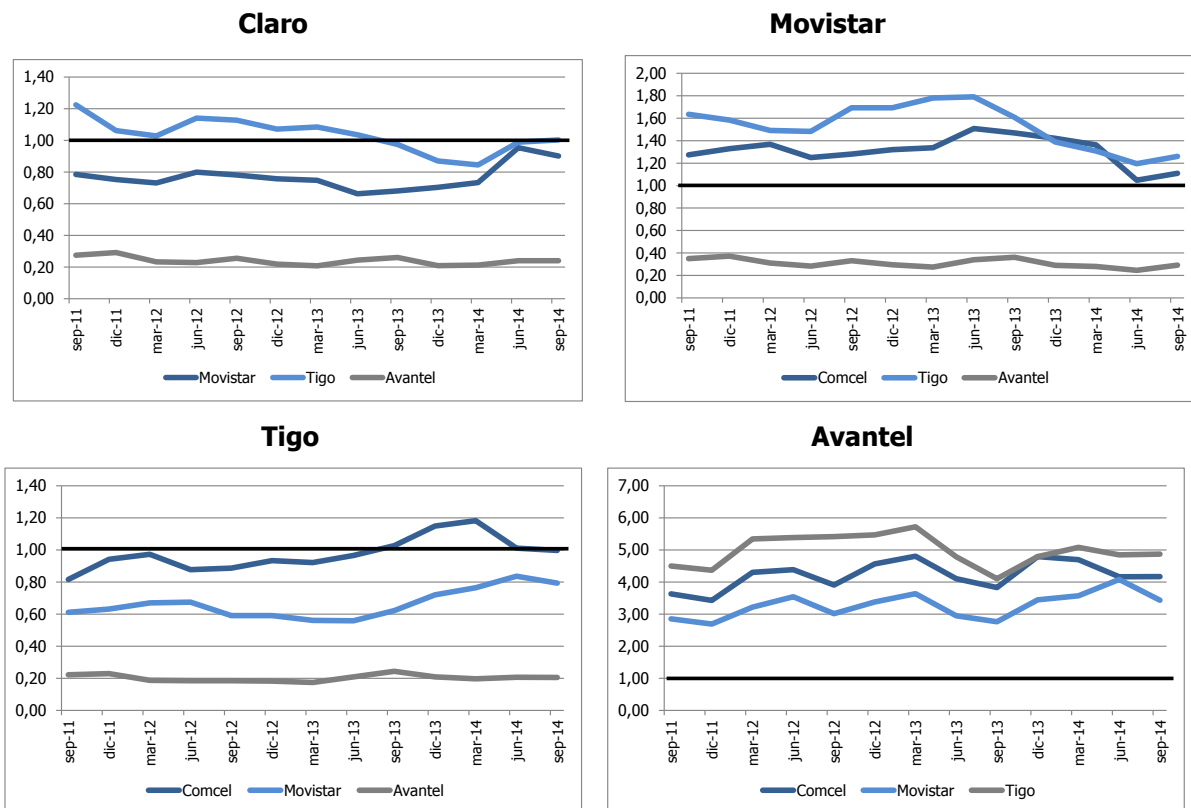 Claro
1,40
1,20
1,00
0,80
0,60
0,40
0,20
0,00
sep-11 dic-11 mar-12 jun-12 sep-12 dic-12 mar-13 jun-13 sep-13 dic-13 mar-14 jun-14 sep-14
Movistar Tigo Avantel
Movistar
2,00
1,80
1,60
1,40
1,20
1,00
0,80
0,60
0,40
0,20
0,00
sep-11 dic-11 mar-12 jun-12 sep-12 dic-12 mar-13 jun-13 sep-13 dic-13 mar-14 jun-14 sep-14
Comcel Tigo Avantel
Tigo
1,40
1,20
1,00
0,80
0,60
0,40
0,20
0,00
sep-11 dic-11 mar-12 jun-12 sep-12 dic-12 mar-13 jun-13 sep-13 dic-13 mar-14 jun-14 sep-14
Comcel Movistar Avantel
Avantel
7,00
6,00
5,00
4,00
3,00
2,00
1,00
0,00
sep-11 dic-11 mar-12 jun-12 sep-12 dic-12 mar-13 jun-13 sep-13 dic-13 mar-14 jun-14 sep-14
Comcel Movistar Tigo